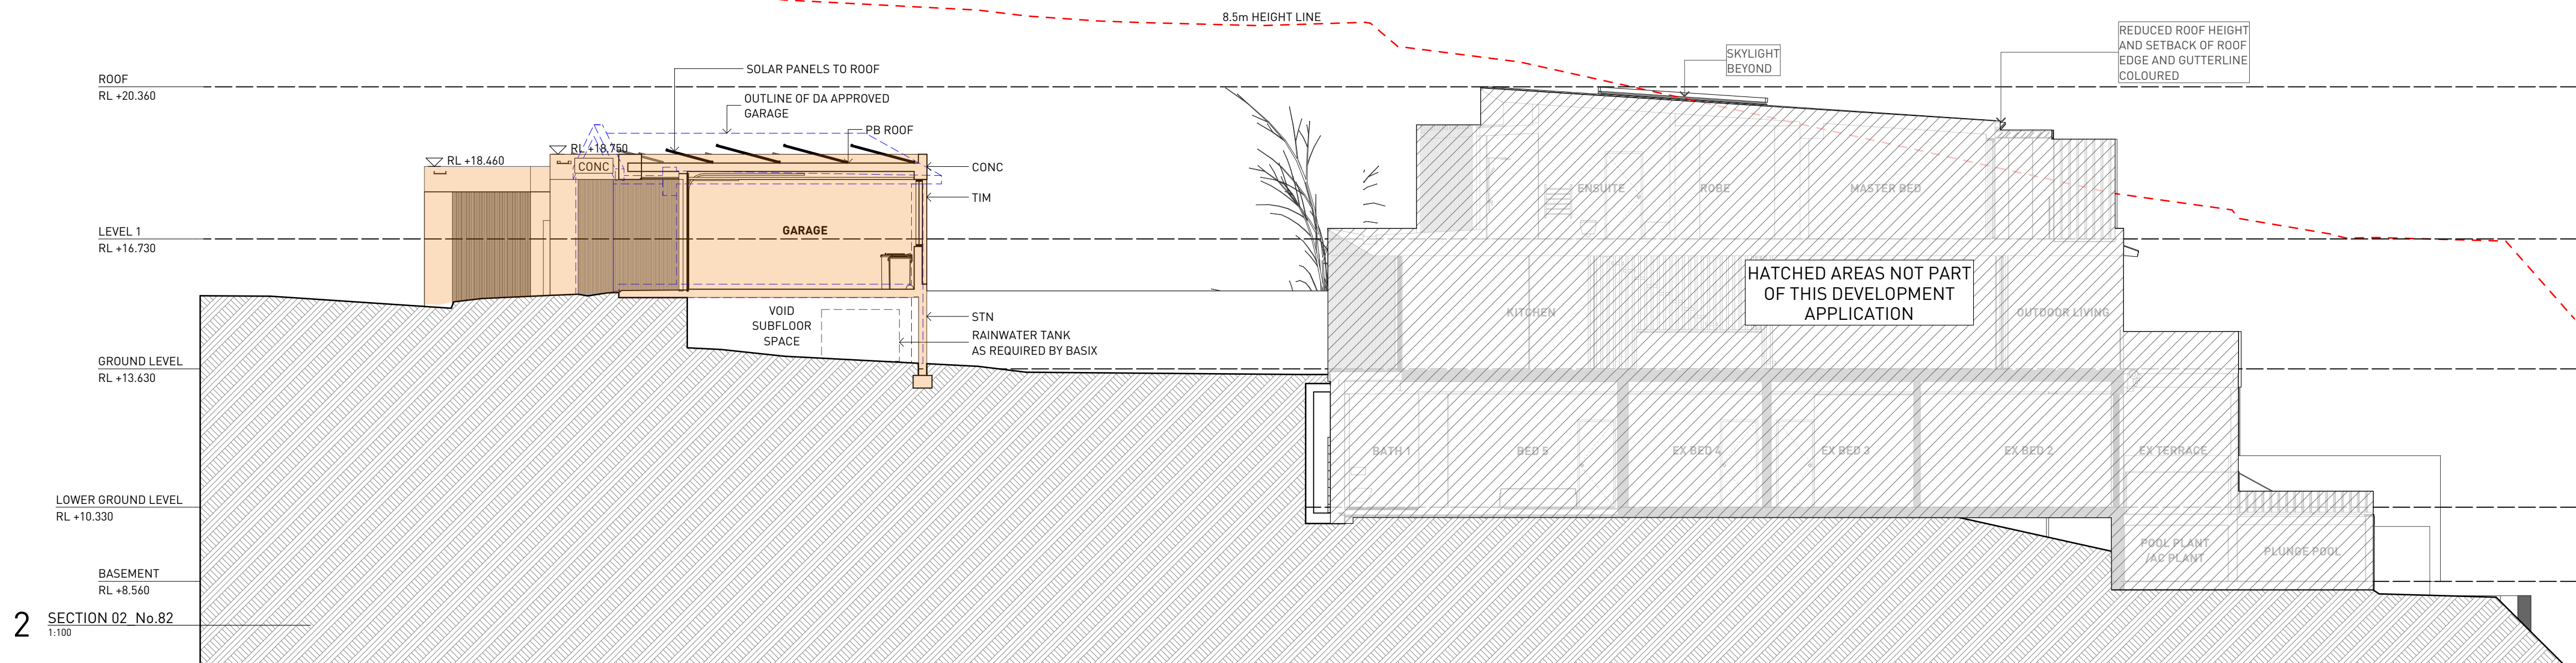 8.5m HEIGHT LINE
REDUCED ROOF HEIGHT
AND SETBACK OF ROOF
EDGE AND GUTTERLINE
COLOURED
SKYLIGHT
BEYOND
ROOF
RL +20.360
SOLAR PANELS TO ROOF
OUTLINE OF DA APPROVED
GARAGE
PB ROOF
RL +18.750
RL +18.460
CONC
CONC
TIM
ENSUITE
ROBE
MASTER BED
LEVEL 1
RL +16.730
GARAGE
HATCHED AREAS NOT PART
OF THIS DEVELOPMENT
APPLICATION
KITCHEN
OUTDOOR LIVING
VOID
SUBFLOOR
SPACE
STN
RAINWATER TANK
AS REQUIRED BY BASIX
GROUND LEVEL
RL +13.630
BATH 1
BED 5
EX BED 4
EX BED 3
EX BED 2
EX TERRACE
LOWER GROUND LEVEL
RL +10.330
POOL PLANT
/AC PLANT
PLUNGE POOL
BASEMENT
RL +8.560
2
SECTION 02_No.82
1:100